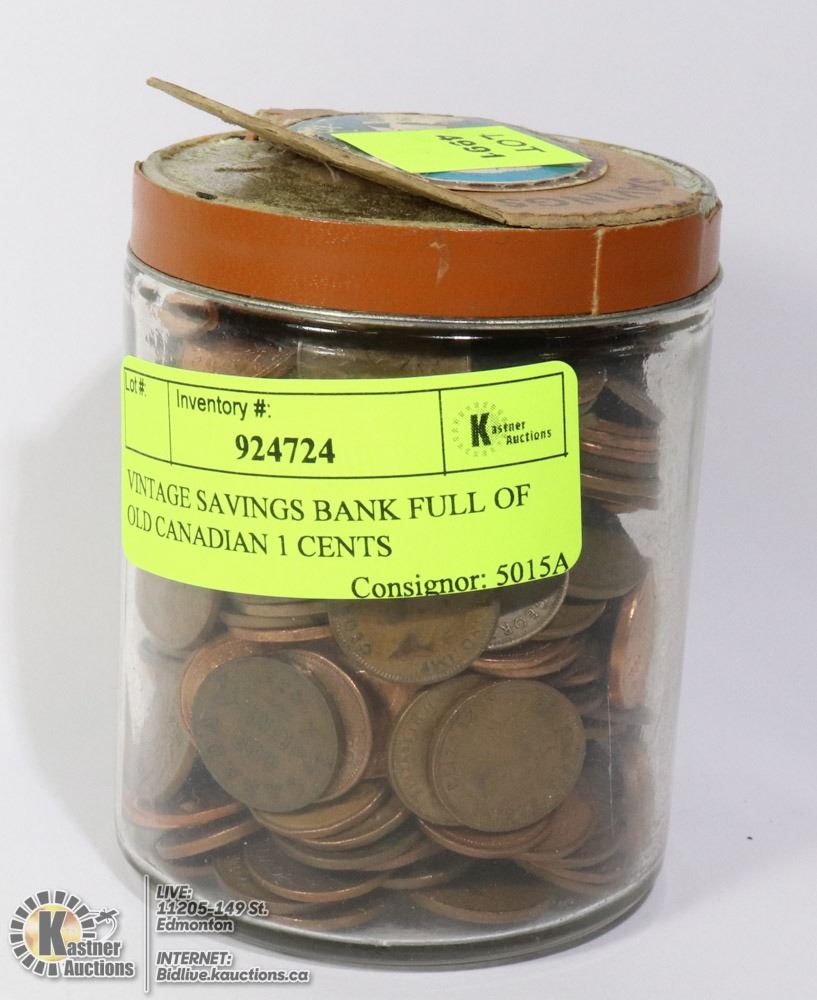 LOT
4991
SAVINGS
Lot #:
Inventory #:
924724
Kastner
Auctions
VINTAGE SAVINGS BANK FULL OF
OLD CANADIAN 1 CENTS
Consignor: 5015A
Kastner
Auctions
LIVE:
11205-149 St.
Edmonton
INTERNET:
Bidlive.kauctions.ca